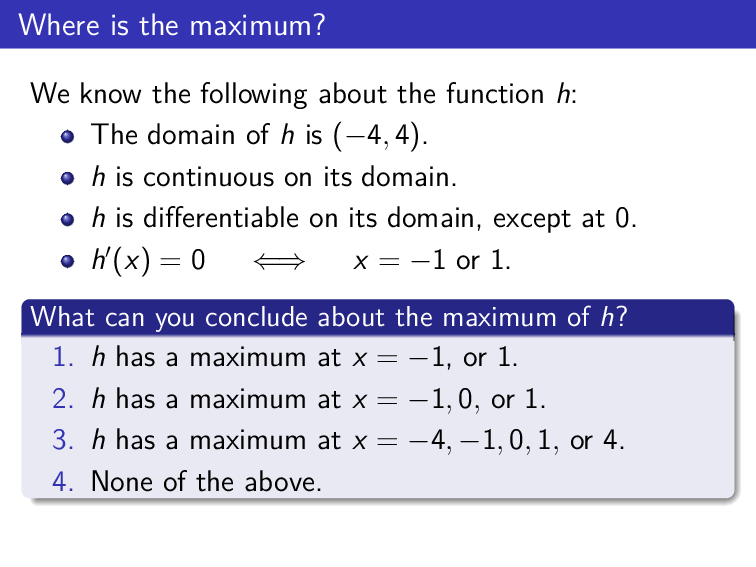 Where is the maximum?
We know the following about the function h:
• The domain of h is (−4, 4).
• h is continuous on its domain.
• h is differentiable on its domain, except at 0.
• h′(x) = 0 ⟺ x = −1 or 1.
What can you conclude about the maximum of h?
1. h has a maximum at x = −1, or 1.
2. h has a maximum at x = −1, 0, or 1.
3. h has a maximum at x = −4, −1, 0, 1, or 4.
4. None of the above.